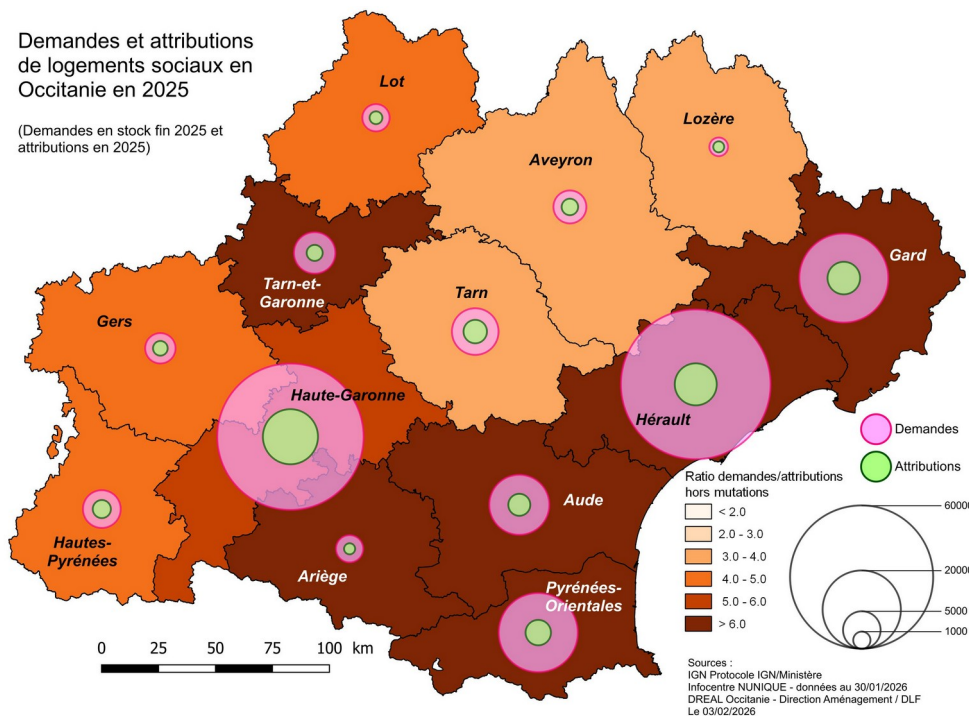 Demandes et attributions
de logements sociaux en
Occitanie en 2025
(Demandes en stock fin 2025 et
attributions en 2025)
Lot
Lozère
Aveyron
Gard
Tarn-et-
Garonne
Tarn
Gers
Haute-Garonne
Hérault
Aude
Hautes-
Pyrénées
Ariège
Pyrénées-
Orientales
Demandes
Attributions
Ratio demandes/attributions
hors mutations
< 2.0
2.0 - 3.0
3.0 - 4.0
4.0 - 5.0
5.0 - 6.0
> 6.0
60000
20000
5000
1000
0 25 50 75 100 km
Sources :
IGN Protocole IGN/Ministère
Infocentre NUNIQUE - données au 30/01/2026
DREAL Occitanie - Direction Aménagement / DLF
Le 03/02/2026